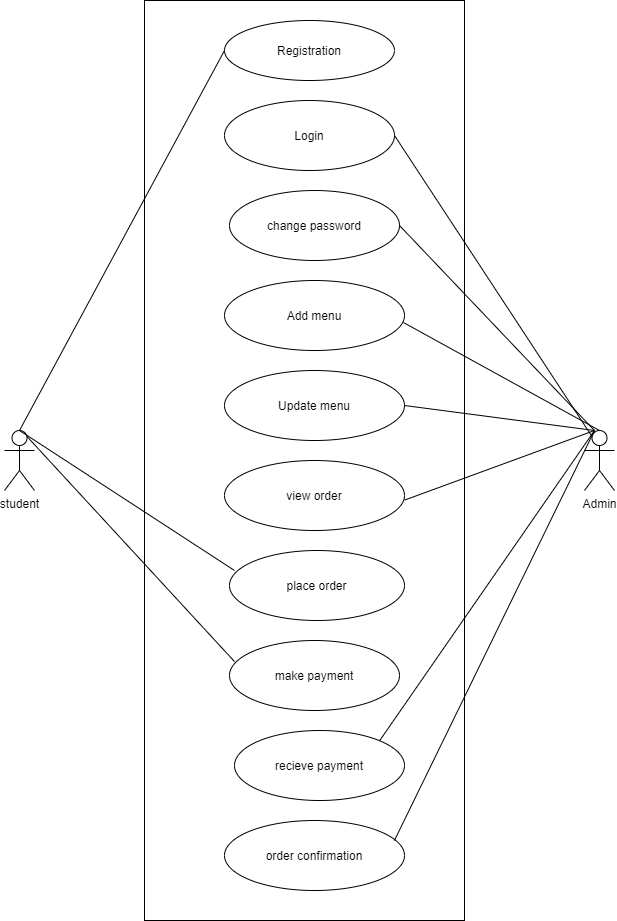 Registration
Login
change password
Add menu
Update menu
view order
place order
make payment
recieve payment
order confirmation
student
Admin